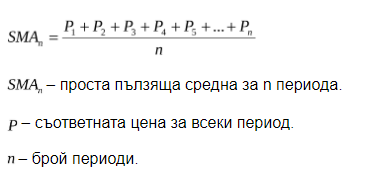 SMAₙ = (P₁ + P₂ + P₃ + P₄ + P₅ + ... + Pₙ) / n
SMAₙ – проста пълзяща средна за n периода.
P – съответната цена за всеки период.
n – брой периоди.